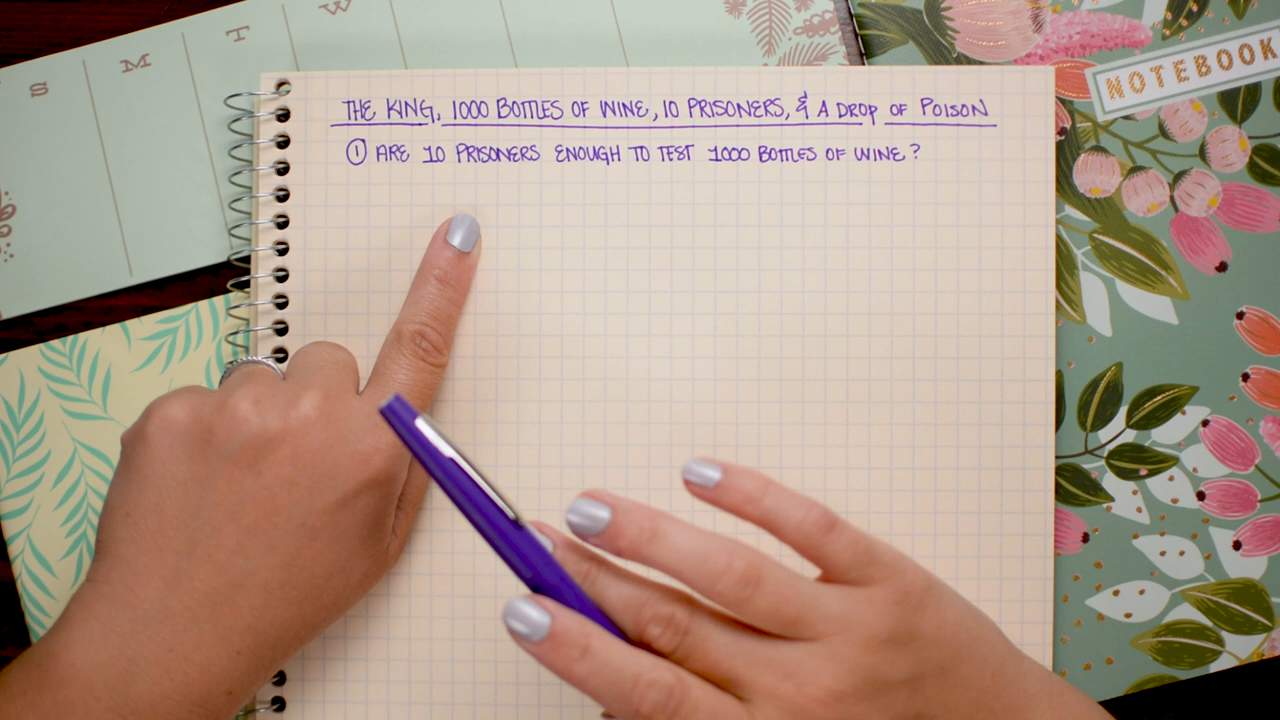 S M T W
NOTEBOOK
THE KING, 1000 BOTTLES OF WINE, 10 PRISONERS, & A DROP OF POISON
① ARE 10 PRISONERS ENOUGH TO TEST 1000 BOTTLES OF WINE?